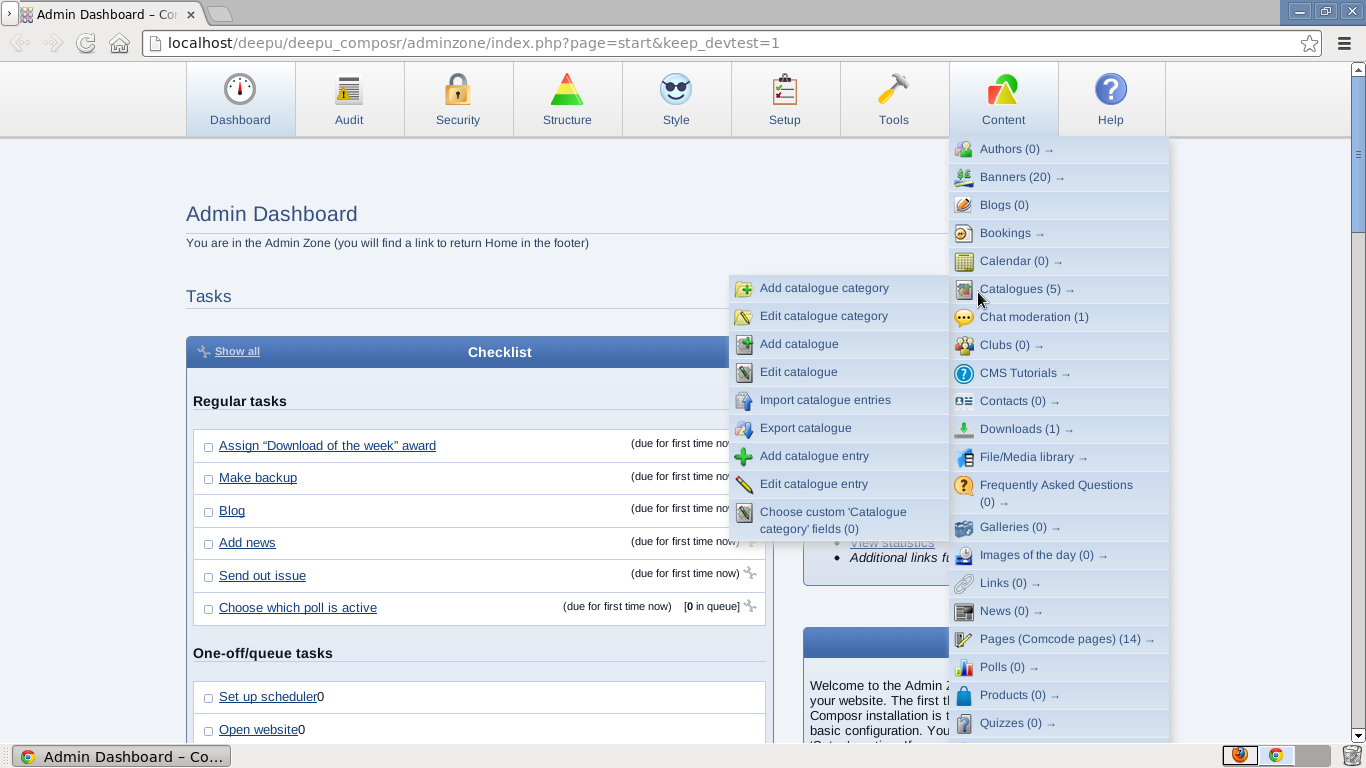 Admin Dashboard – Co
localhost/deepu/deepu_composr/adminzone/index.php?page=start&keep_devtest=1
Dashboard
Audit
Security
Structure
Style
Setup
Tools
Content
Help
Authors (0) →
Banners (20) →
Blogs (0)
Bookings →
Calendar (0) →
Catalogues (5) →
Chat moderation (1)
Clubs (0) →
CMS Tutorials →
Contacts (0) →
Downloads (1) →
File/Media library →
Frequently Asked Questions
(0) →
Galleries (0) →
Images of the day (0) →
Links (0) →
News (0) →
Pages (Comcode pages) (14) →
Polls (0) →
Products (0) →
Quizzes (0) →
Add catalogue category
Edit catalogue category
Add catalogue
Edit catalogue
Import catalogue entries
Export catalogue
Add catalogue entry
Edit catalogue entry
Choose custom 'Catalogue
category' fields (0)
Admin Dashboard
You are in the Admin Zone (you will find a link to return Home in the footer)
Tasks
Show all
Checklist
Regular tasks
Assign “Download of the week” award (due for first time now
Make backup (due for first time now
Blog (due for first time now
Add news (due for first time now
Send out issue (due for first time now)
Choose which poll is active (due for first time now) [0 in queue]
One-off/queue tasks
Set up scheduler0
Open website0
View statistics
Additional links fu
Welcome to the Admin Z
your website. The first th
Composr installation is t
basic configuration. You
Admin Dashboard – Co...